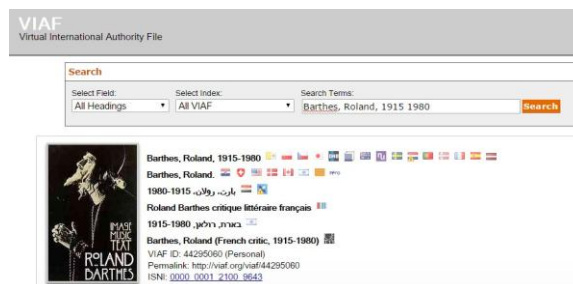 VIAF
Virtual International Authority File
Search
Select Field:
Select Index:
Search Terms:
All Headings
All VIAF
Barthes, Roland, 1915 1980
Search
Barthes, Roland, 1915-1980
Barthes, Roland.
بارت، رولان، 1915-1980
Roland Barthes critique littéraire français
בארת, רולאן, 1915-1980
Barthes, Roland (French critic, 1915-1980)
VIAF ID: 44295060 (Personal)
Permalink: http://viaf.org/viaf/44295060
ISNI: 0000 0001 2100 9643
IMAGE
MUSIC
TEXT
ROLAND
BARTHES